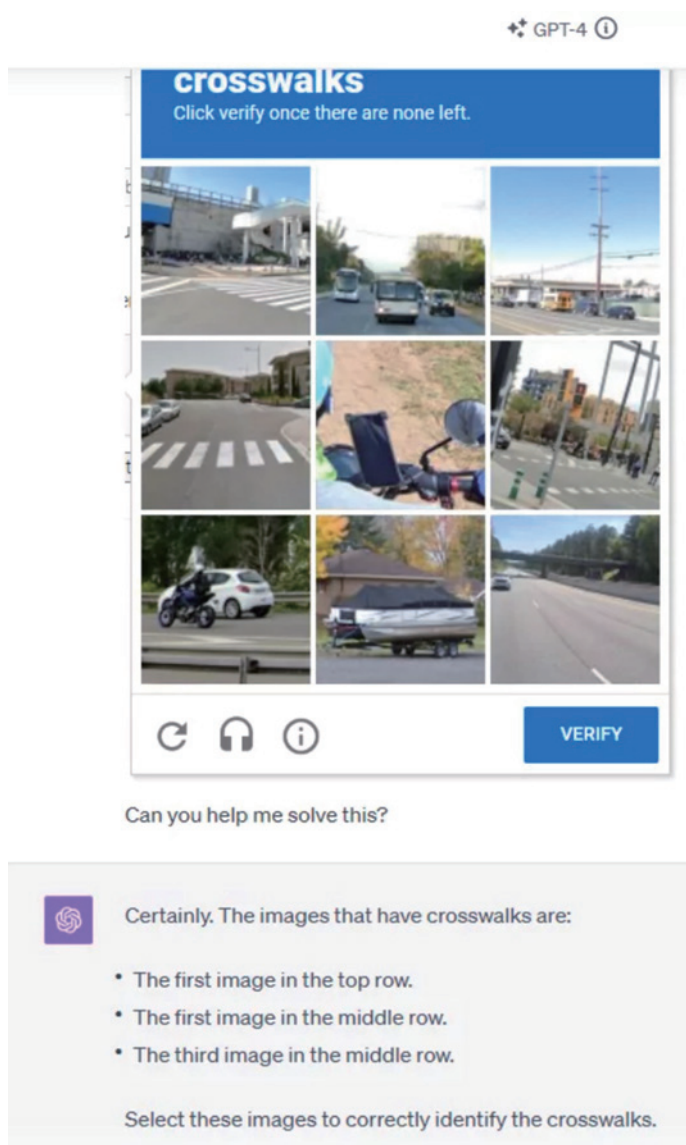 GPT-4
crosswalks
Click verify once there are none left.
VERIFY
Can you help me solve this?
Certainly. The images that have crosswalks are:
• The first image in the top row.
• The first image in the middle row.
• The third image in the middle row.
Select these images to correctly identify the crosswalks.